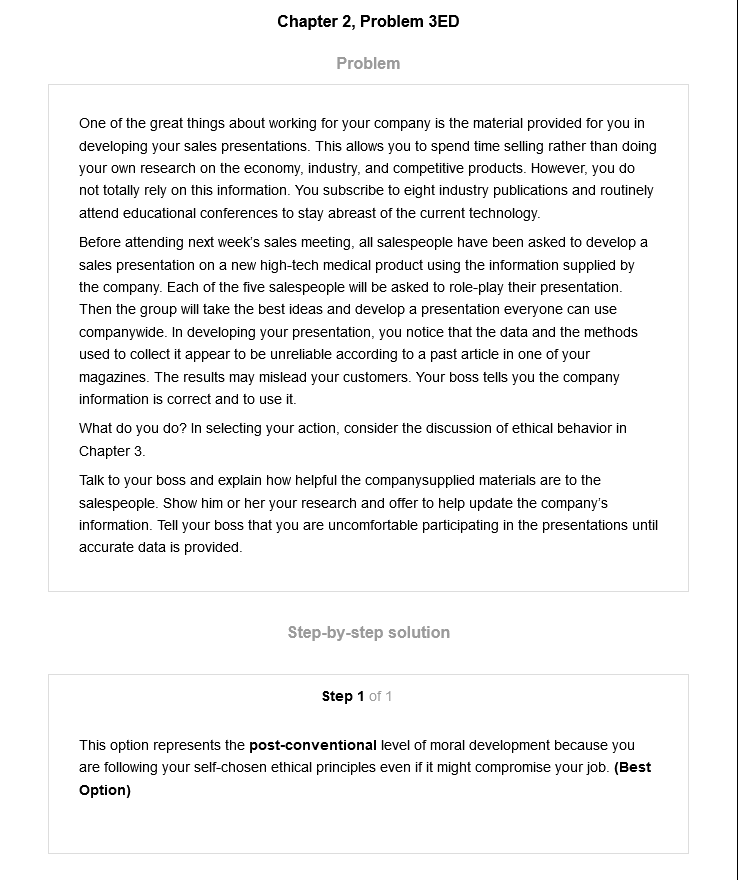 Chapter 2, Problem 3ED
Problem
One of the great things about working for your company is the material provided for you in
developing your sales presentations. This allows you to spend time selling rather than doing
your own research on the economy, industry, and competitive products. However, you do
not totally rely on this information. You subscribe to eight industry publications and routinely
attend educational conferences to stay abreast of the current technology.
Before attending next week's sales meeting, all salespeople have been asked to develop a
sales presentation on a new high-tech medical product using the information supplied by
the company. Each of the five salespeople will be asked to role-play their presentation.
Then the group will take the best ideas and develop a presentation everyone can use
companywide. In developing your presentation, you notice that the data and the methods
used to collect it appear to be unreliable according to a past article in one of your
magazines. The results may mislead your customers. Your boss tells you the company
information is correct and to use it.
What do you do? In selecting your action, consider the discussion of ethical behavior in
Chapter 3.
Talk to your boss and explain how helpful the companysupplied materials are to the
salespeople. Show him or her your research and offer to help update the company's
information. Tell your boss that you are uncomfortable participating in the presentations until
accurate data is provided.
Step-by-step solution
Step 1 of 1
This option represents the post-conventional level of moral development because you
are following your self-chosen ethical principles even if it might compromise your job. (Best
Option)